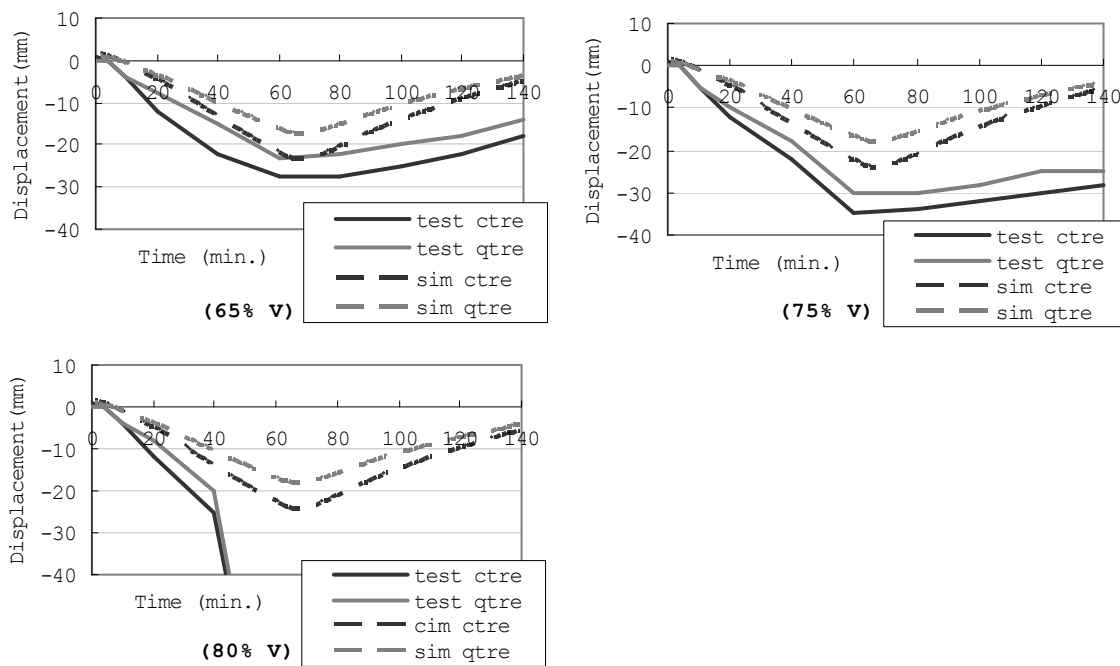 10
0
-10
-20
-30
-40
Displacement(mm)
0 20 40 60 80 100 120 140
Time (min.)
test ctre
test qtre
sim ctre
sim qtre
(65% V)
10
0
-10
-20
-30
-40
Displacement(mm)
0 20 40 60 80 100 120 140
Time (min.)
test ctre
test qtre
sim ctre
sim qtre
(75% V)
10
0
-10
-20
-30
-40
Displacement(mm)
0 20 40 60 80 100 120 140
Time (min.)
test ctre
test qtre
cim ctre
sim qtre
(80% V)